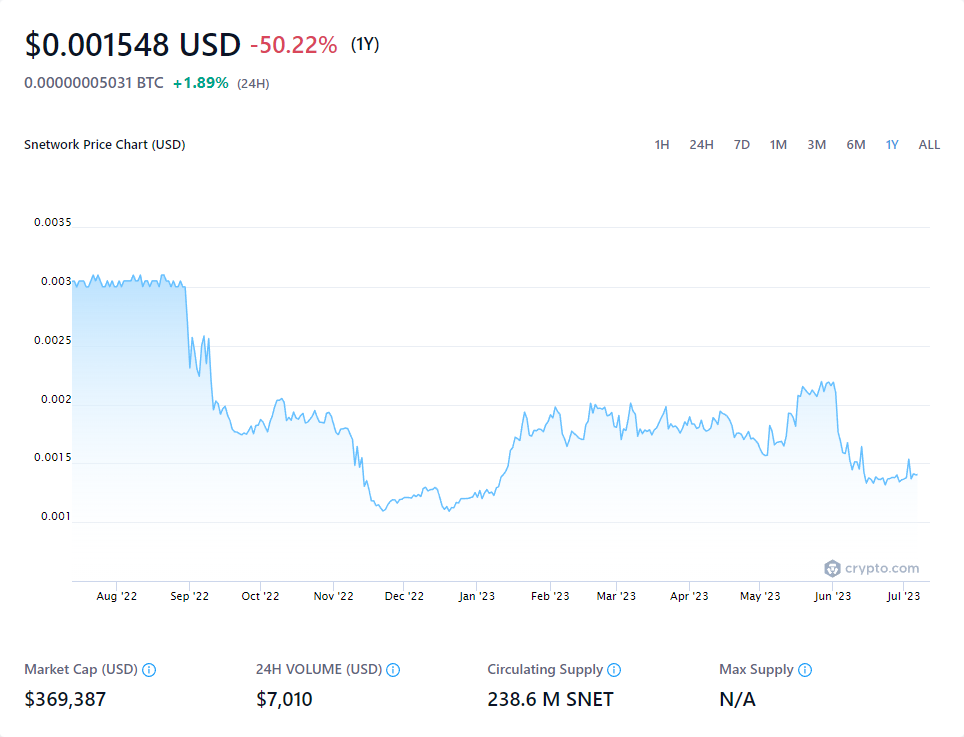 $0.001548 USD -50.22% (1Y)
0.00000005031 BTC +1.89% (24H)
Snetwork Price Chart (USD) 1H 24H 7D 1M 3M 6M 1Y ALL
0.0035
0.003
0.0025
0.002
0.0015
0.001
crypto.com
Aug '22 Sep '22 Oct '22 Nov '22 Dec '22 Jan '23 Feb '23 Mar '23 Apr '23 May '23 Jun '23 Jul '23
Market Cap (USD) 24H VOLUME (USD) Circulating Supply Max Supply
$369,387 $7,010 238.6 M SNET N/A